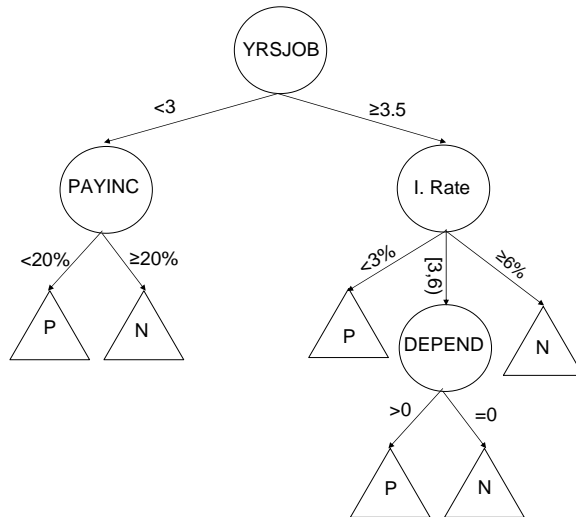 YRSJOB
<3
≥3.5
PAYINC
I. Rate
<20%
≥20%
<3%
[3,6)
≥6%
P
N
P
DEPEND
N
>0
=0
P
N